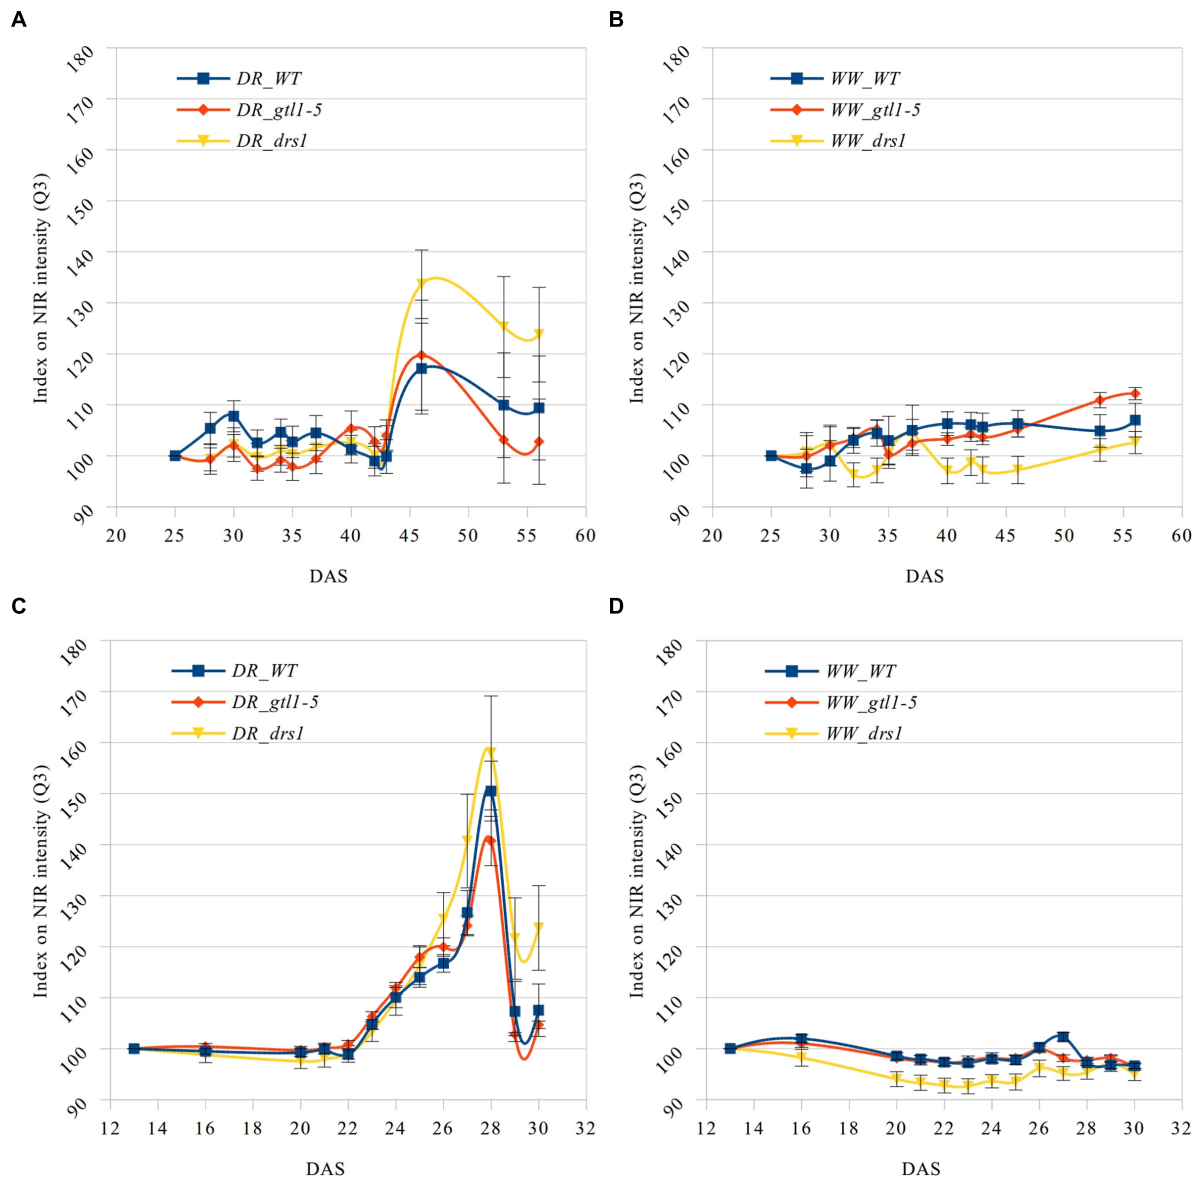 A
180
170
160
150
140
130
120
110
100
90
Index on NIR intensity (Q3)
DR_WT
DR_gtl1-5
DR_drs1
20 25 30 35 40 45 50 55 60
DAS
B
180
170
160
150
140
130
120
110
100
90
Index on NIR intensity (Q3)
WW_WT
WW_gtl1-5
WW_drs1
20 25 30 35 40 45 50 55 60
DAS
C
180
170
160
150
140
130
120
110
100
90
Index on NIR intensity (Q3)
DR_WT
DR_gtl1-5
DR_drs1
12 14 16 18 20 22 24 26 28 30 32
DAS
D
180
170
160
150
140
130
120
110
100
90
Index on NIR intensity (Q3)
WW_WT
WW_gtl1-5
WW_drs1
12 14 16 18 20 22 24 26 28 30 32
DAS